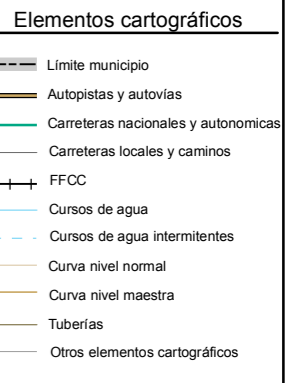 Elementos cartográficos
Límite municipio
Autopistas y autovías
Carreteras nacionales y autonomicas
Carreteras locales y caminos
FFCC
Cursos de agua
Cursos de agua intermitentes
Curva nivel normal
Curva nivel maestra
Tuberías
Otros elementos cartográficos